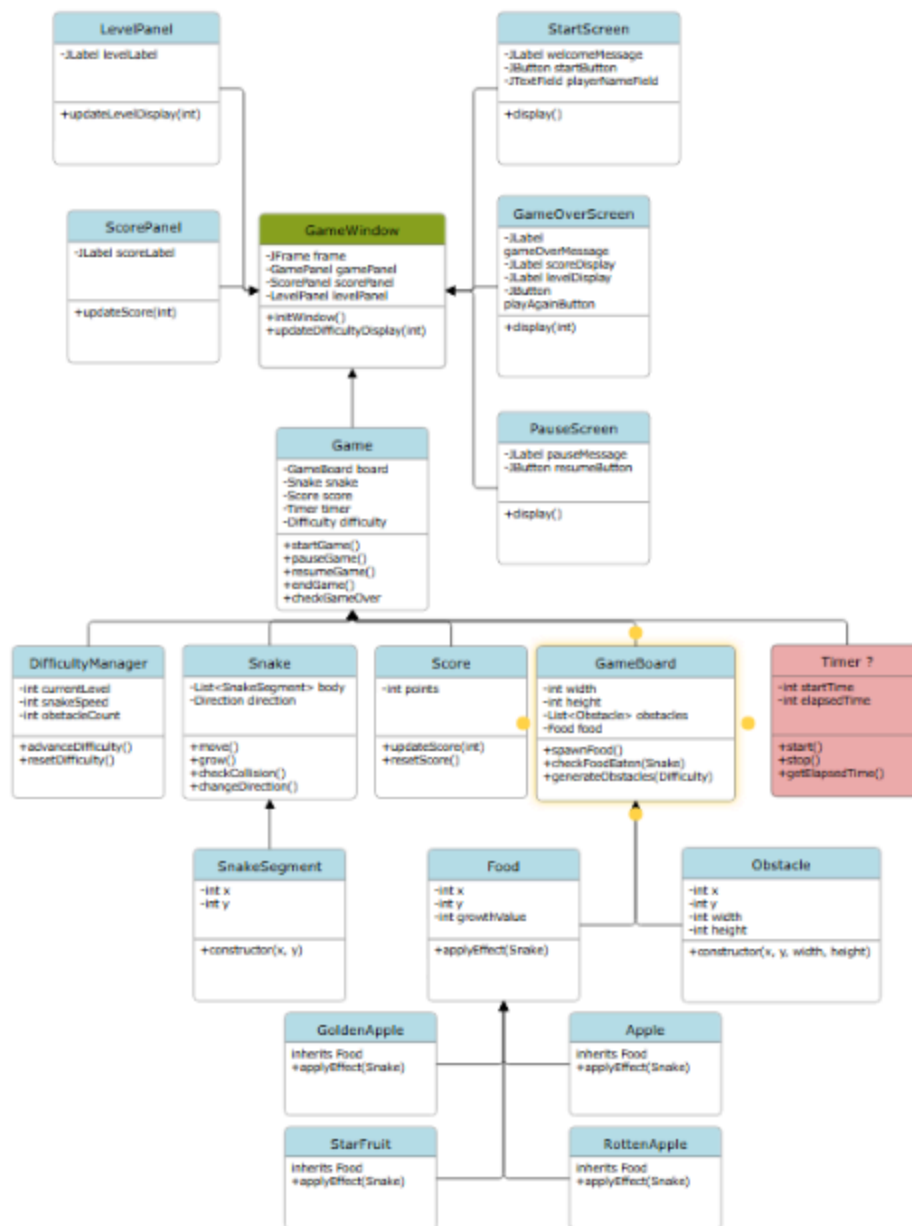 LevelPanel
-JLabel levelLabel
+updateLevelDisplay(int)
StartScreen
-JLabel welcomeMessage
-JButton startButton
-JTextField playerNameField
+display()
ScorePanel
-JLabel scoreLabel
+updateScore(int)
GameWindow
-JFrame frame
-GamePanel gamePanel
-ScorePanel scorePanel
-LevelPanel levelPanel
+initWindow()
+updateDifficultyDisplay(int)
GameOverScreen
-JLabel
gameOverMessage
-JLabel scoreDisplay
-JLabel levelDisplay
-JButton
playAgainButton
+display(int)
Game
-GameBoard board
-Snake snake
-Score score
-Timer timer
-Difficulty difficulty
+startGame()
+pauseGame()
+resumeGame()
+endGame()
+checkGameOver
PauseScreen
-JLabel pauseMessage
-JButton resumeButton
+display()
DifficultyManager
-int currentLevel
-int snakeSpeed
-int obstacleCount
+advanceDifficulty()
+resetDifficulty()
Snake
-List<SnakeSegment> body
-Direction direction
+move()
+grow()
+checkCollision()
+changeDirection()
Score
-int points
+updateScore(int)
+resetScore()
GameBoard
-int width
-int height
-List<Obstacle> obstacles
-Food food
+spawnFood()
+checkFoodEaten(Snake)
+generateObstacles(Difficulty)
Timer ?
-int startTime
-int elapsedTime
+start()
+stop()
+getElapsedTime()
SnakeSegment
-int x
-int y
+constructor(x, y)
Food
-int x
-int y
-int growthValue
+applyEffect(Snake)
Obstacle
-int x
-int y
-int width
-int height
+constructor(x, y, width, height)
GoldenApple
inherits Food
+applyEffect(Snake)
Apple
inherits Food
+applyEffect(Snake)
StarFruit
inherits Food
+applyEffect(Snake)
RottenApple
inherits Food
+applyEffect(Snake)